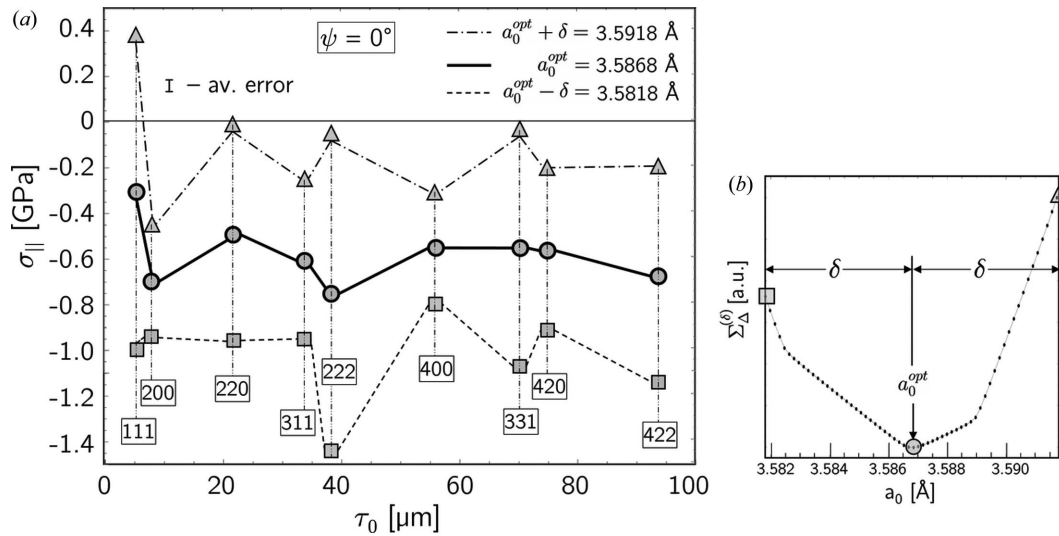 (a)
0.4
0.2
0
-0.2
-0.4
-0.6
-0.8
-1.0
-1.2
-1.4
σ|| [GPa]
ψ = 0°
I – av. error
a₀ᵒᵖᵗ + δ = 3.5918 Å
a₀ᵒᵖᵗ = 3.5868 Å
a₀ᵒᵖᵗ – δ = 3.5818 Å
111
200
220
311
222
400
331
420
422
0 20 40 60 80 100
τ₀ [µm]
(b)
Σ_Δ^(δ) [a.u.]
δ δ
a₀ᵒᵖᵗ
3.582 3.584 3.586 3.588 3.590
a₀ [Å]